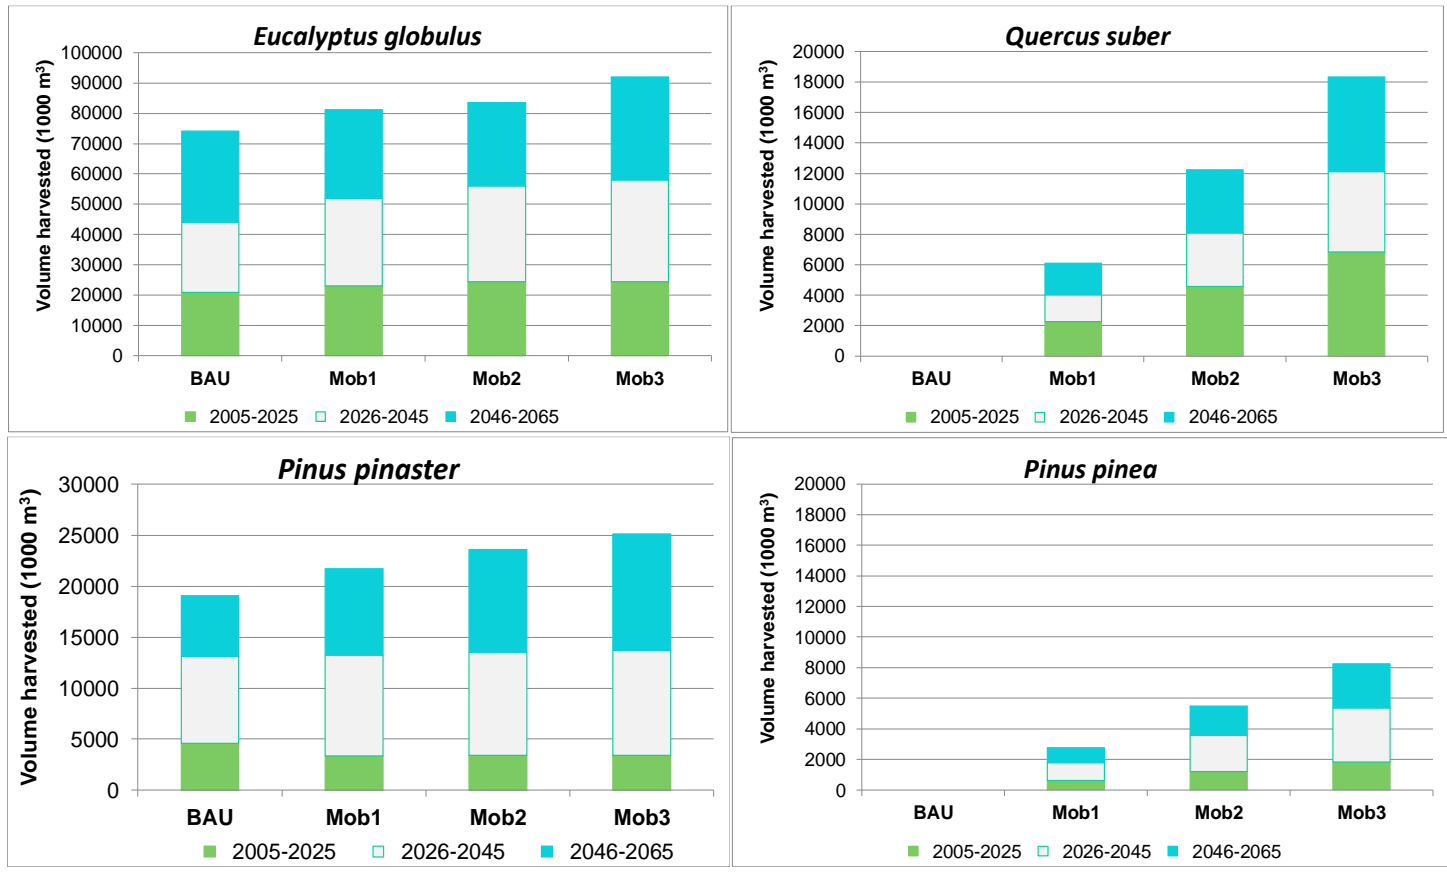 Eucalyptus globulus
Volume harvested (1000 m³)
100000
90000
80000
70000
60000
50000
40000
30000
20000
10000
0
BAU Mob1 Mob2 Mob3
2005-2025 2026-2045 2046-2065
Quercus suber
Volume harvested (1000 m³)
20000
18000
16000
14000
12000
10000
8000
6000
4000
2000
0
BAU Mob1 Mob2 Mob3
2005-2025 2026-2045 2046-2065
Pinus pinaster
Volume harvested (1000 m³)
30000
25000
20000
15000
10000
5000
0
BAU Mob1 Mob2 Mob3
2005-2025 2026-2045 2046-2065
Pinus pinea
Volume harvested (1000 m³)
20000
18000
16000
14000
12000
10000
8000
6000
4000
2000
0
BAU Mob1 Mob2 Mob3
2005-2025 2026-2045 2046-2065